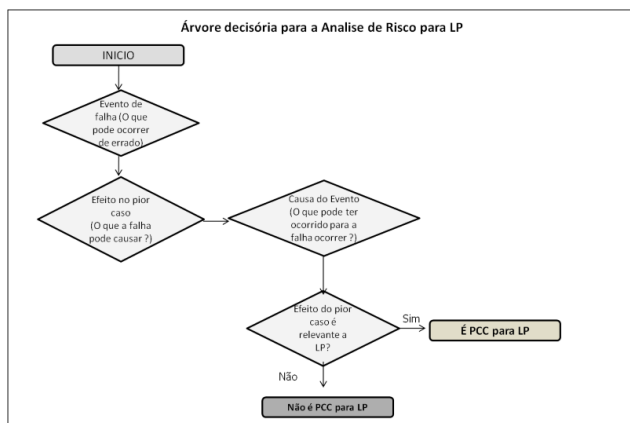 Árvore decisória para a Analise de Risco para LP
INICIO
Evento de
falha (O que
pode ocorrer
de errado)
Efeito no pior
caso
(O que a falha
pode causar ?)
Causa do Evento
(O que pode ter
ocorrido para a
falha ocorrer ?)
Efeito do pior
caso é
relevante a
LP?
Sim
É PCC para LP
Não
Não é PCC para LP